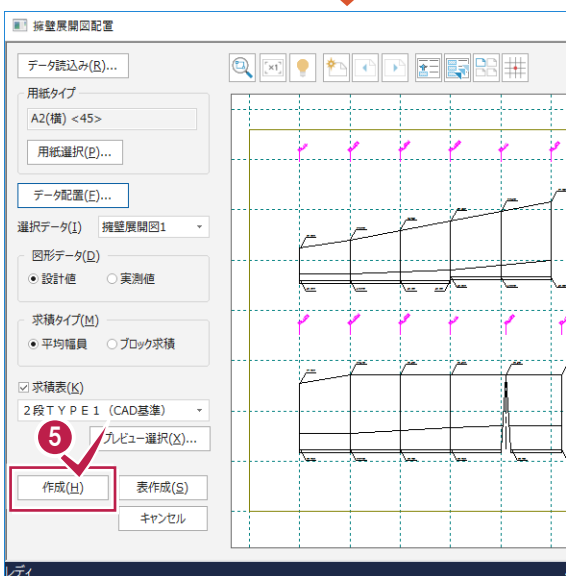 擁壁展開図配置
データ読込み(R)...
用紙タイプ
A2(横) <45>
用紙選択(P)...
データ配置(F)...
選択データ(I) 擁壁展開図1
図形データ(D)
設計値 実測値
求積タイプ(M)
平均幅員 ブロック求積
求積表(K)
2段TYPE1 (CAD基準)
5
プレビュー選択(X)...
作成(H) 表作成(S)
キャンセル
レディ
×1